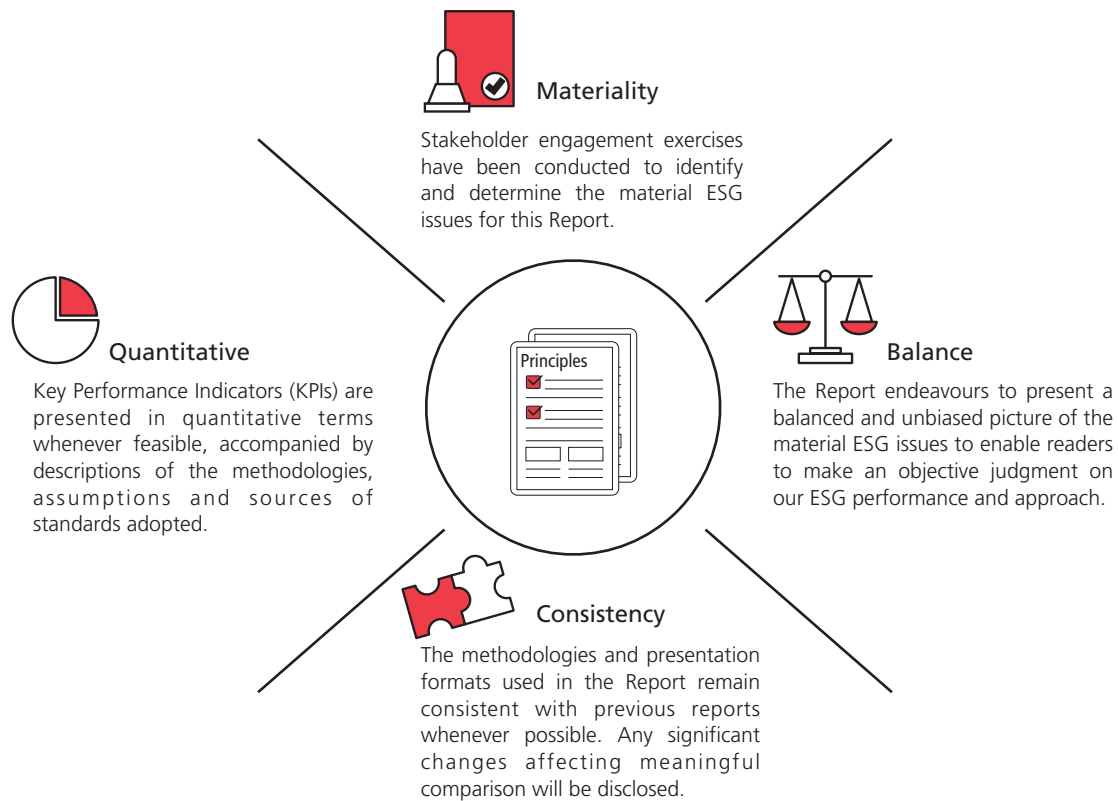 Materiality
Stakeholder engagement exercises
have been conducted to identify
and determine the material ESG
issues for this Report.
Quantitative
Key Performance Indicators (KPIs) are
presented in quantitative terms
whenever feasible, accompanied by
descriptions of the methodologies,
assumptions and sources of
standards adopted.
Principles
Balance
The Report endeavours to present a
balanced and unbiased picture of the
material ESG issues to enable readers
to make an objective judgment on
our ESG performance and approach.
Consistency
The methodologies and presentation
formats used in the Report remain
consistent with previous reports
whenever possible. Any significant
changes affecting meaningful
comparison will be disclosed.